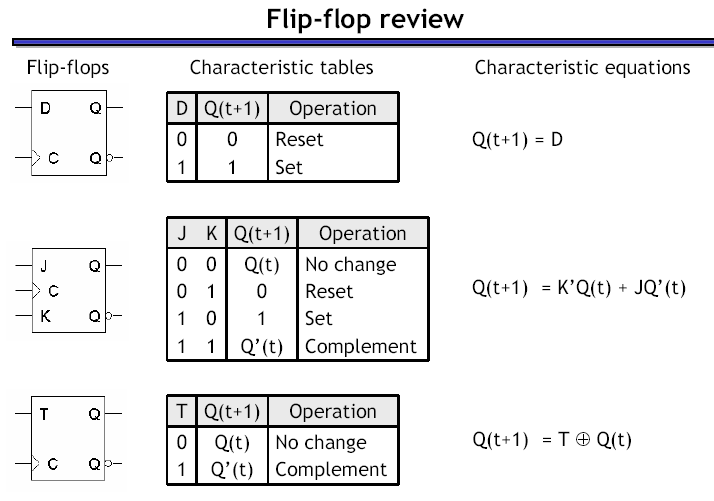 Flip-flop review
Flip-flops Characteristic tables Characteristic equations
D Q
C Q
D Q(t+1) Operation
0 0 Reset
1 1 Set
Q(t+1) = D
J Q
C
K Q
J K Q(t+1) Operation
0 0 Q(t) No change
0 1 0 Reset
1 0 1 Set
1 1 Q’(t) Complement
Q(t+1) = K’Q(t) + JQ’(t)
T Q
C Q
T Q(t+1) Operation
0 Q(t) No change
1 Q’(t) Complement
Q(t+1) = T ⊕ Q(t)